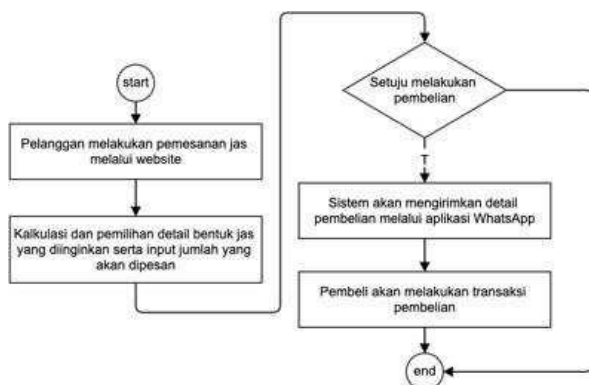 start
Pelanggan melakukan pemesanan jas
melalui website
Kalkulasi dan pemilihan detail bentuk jas
yang diinginkan serta input jumlah yang
akan dipesan
Setuju melakukan
pembelian
T
Sistem akan mengirimkan detail
pembelian melalui aplikasi WhatsApp
Pembeli akan melakukan transaksi
pembelian
end